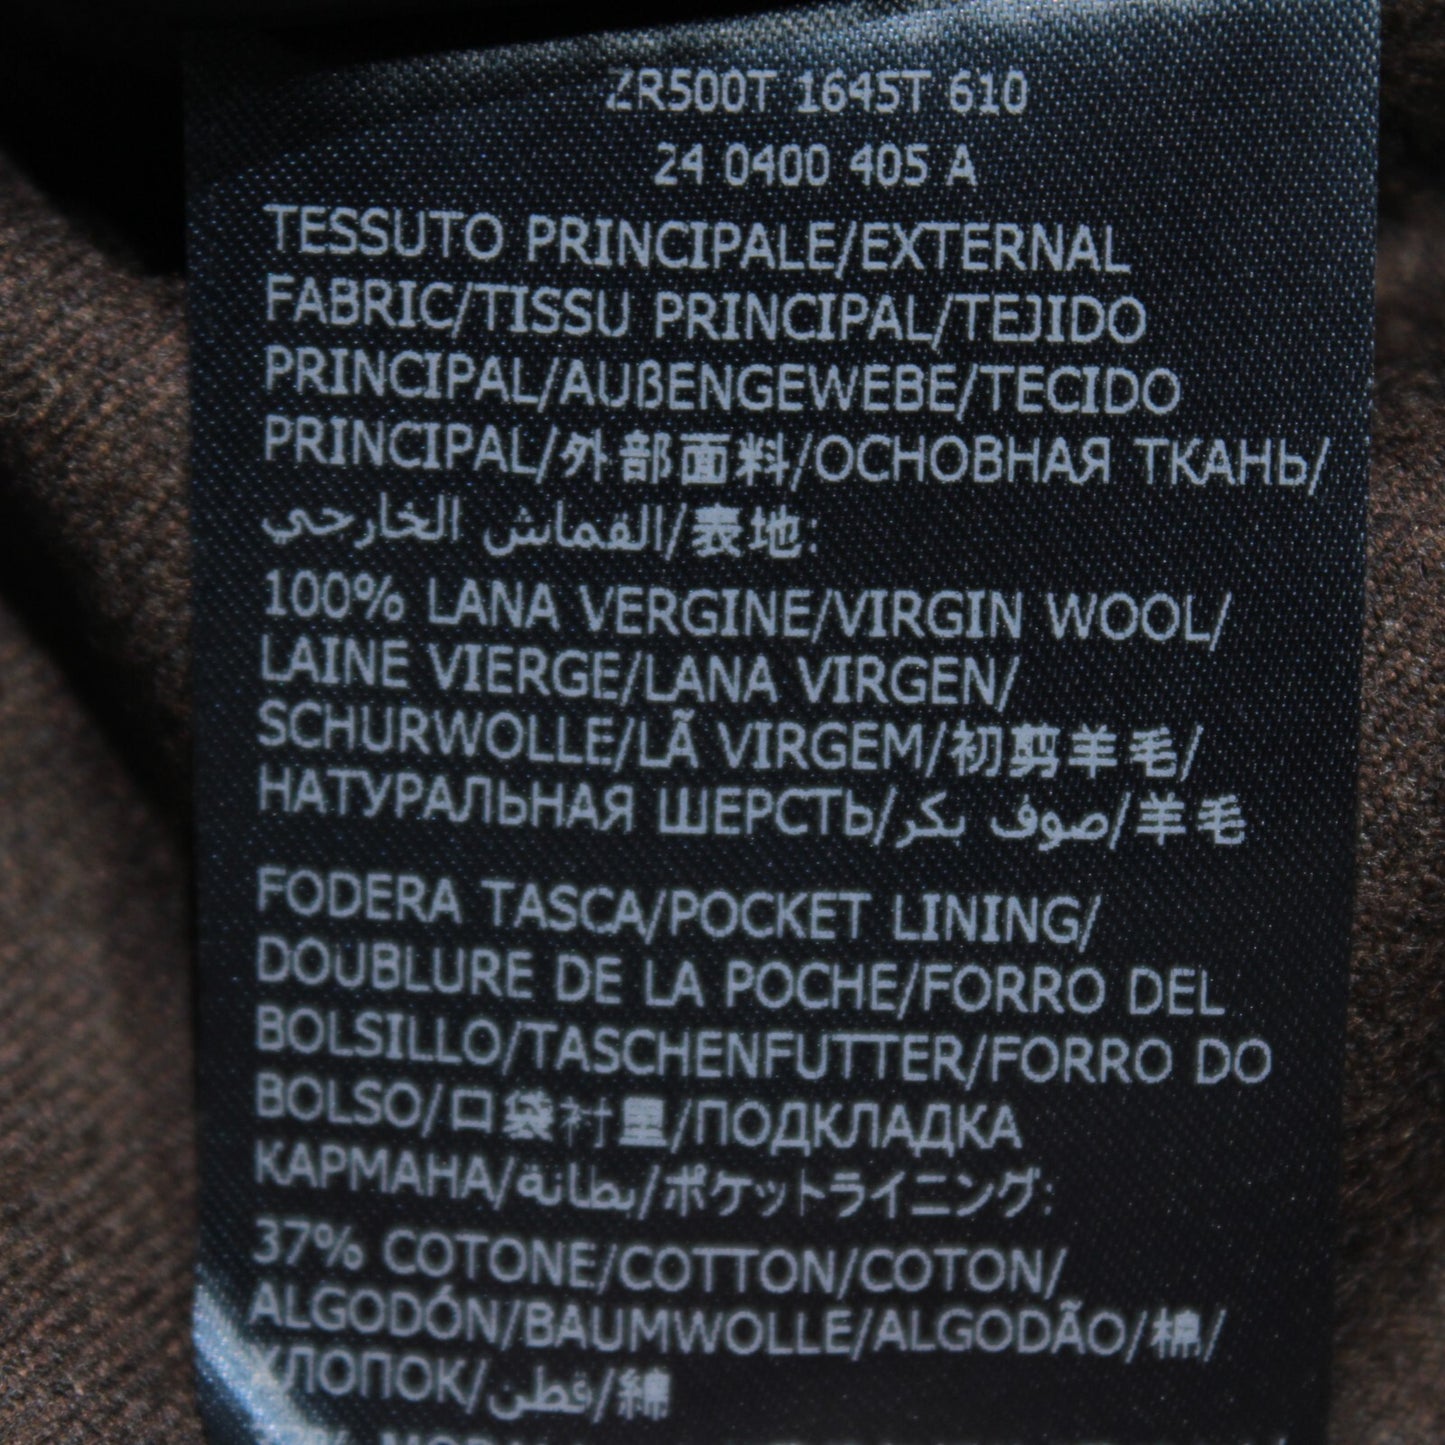 ZR500T 1645T 610
24 0400 405 A
TESSUTO PRINCIPALE/EXTERNAL
FABRIC/TISSU PRINCIPAL/TEJIDO
PRINCIPAL/AUßENGEWEBE/TECIDO
PRINCIPAL/外部面料/ОСНОВНАЯ ТКАНЬ/
القماش الخارجي/表地:
100% LANA VERGINE/VIRGIN WOOL/
LAINE VIERGE/LANA VIRGEN/
SCHURWOLLE/LÃ VIRGEM/初剪羊毛/
НАТУРАЛЬНАЯ ШЕРСТЬ/صوف بكر/羊毛
FODERA TASCA/POCKET LINING/
DOUBLURE DE LA POCHE/FORRO DEL
BOLSILLO/TASCHENFUTTER/FORRO DO
BOLSO/口袋衬里/ПОДКЛАДКА
КАРМАНА/بطانة/ポケットライニング:
37% COTONE/COTTON/COTON/
ALGODÓN/BAUMWOLLE/ALGODÃO/棉/
ХЛОПОК/قطن/綿